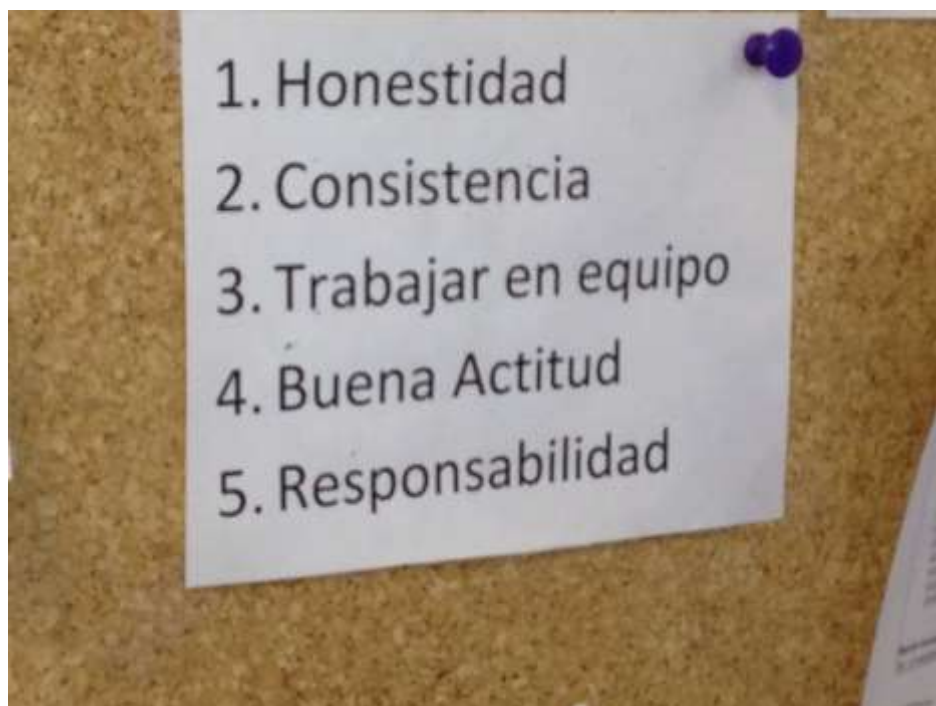 1. Honestidad
2. Consistencia
3. Trabajar en equipo
4. Buena Actitud
5. Responsabilidad